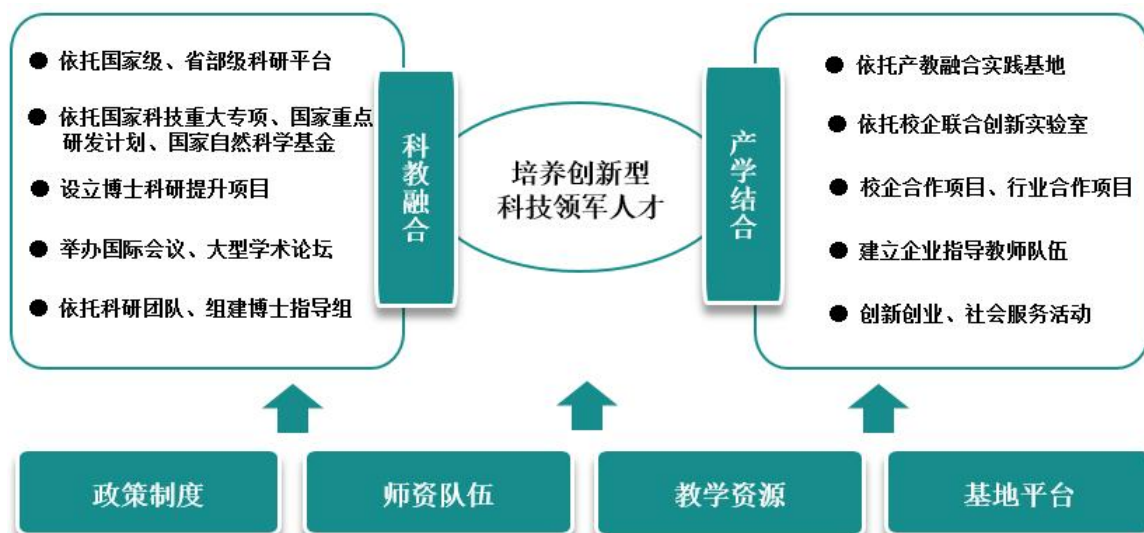 依托国家级、省部级科研平台
依托国家科技重大专项、国家重点
研发计划、国家自然科学基金
设立博士科研提升项目
举办国际会议、大型学术论坛
依托科研团队、组建博士指导组
科教融合
培养创新型
科技领军人才
产学结合
依托产教融合实践基地
依托校企联合创新实验室
校企合作项目、行业合作项目
建立企业指导教师队伍
创新创业、社会服务活动
政策制度
师资队伍
教学资源
基地平台